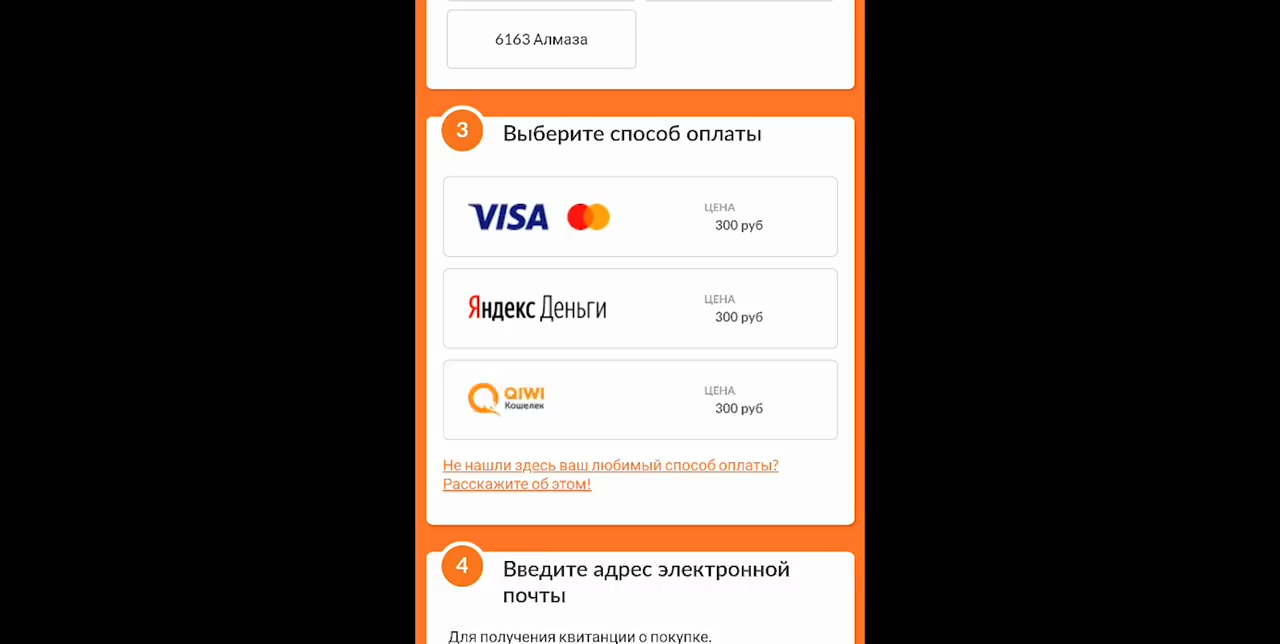 6163 Алмаза
3
Выберите способ оплаты
VISA
ЦЕНА
300 руб
Яндекс Деньги
ЦЕНА
300 руб
QIWI
Кошелек
ЦЕНА
300 руб
Не нашли здесь ваш любимый способ оплаты?
Расскажите об этом!
4
Введите адрес электронной
почты
Для получения квитанции о покупке.